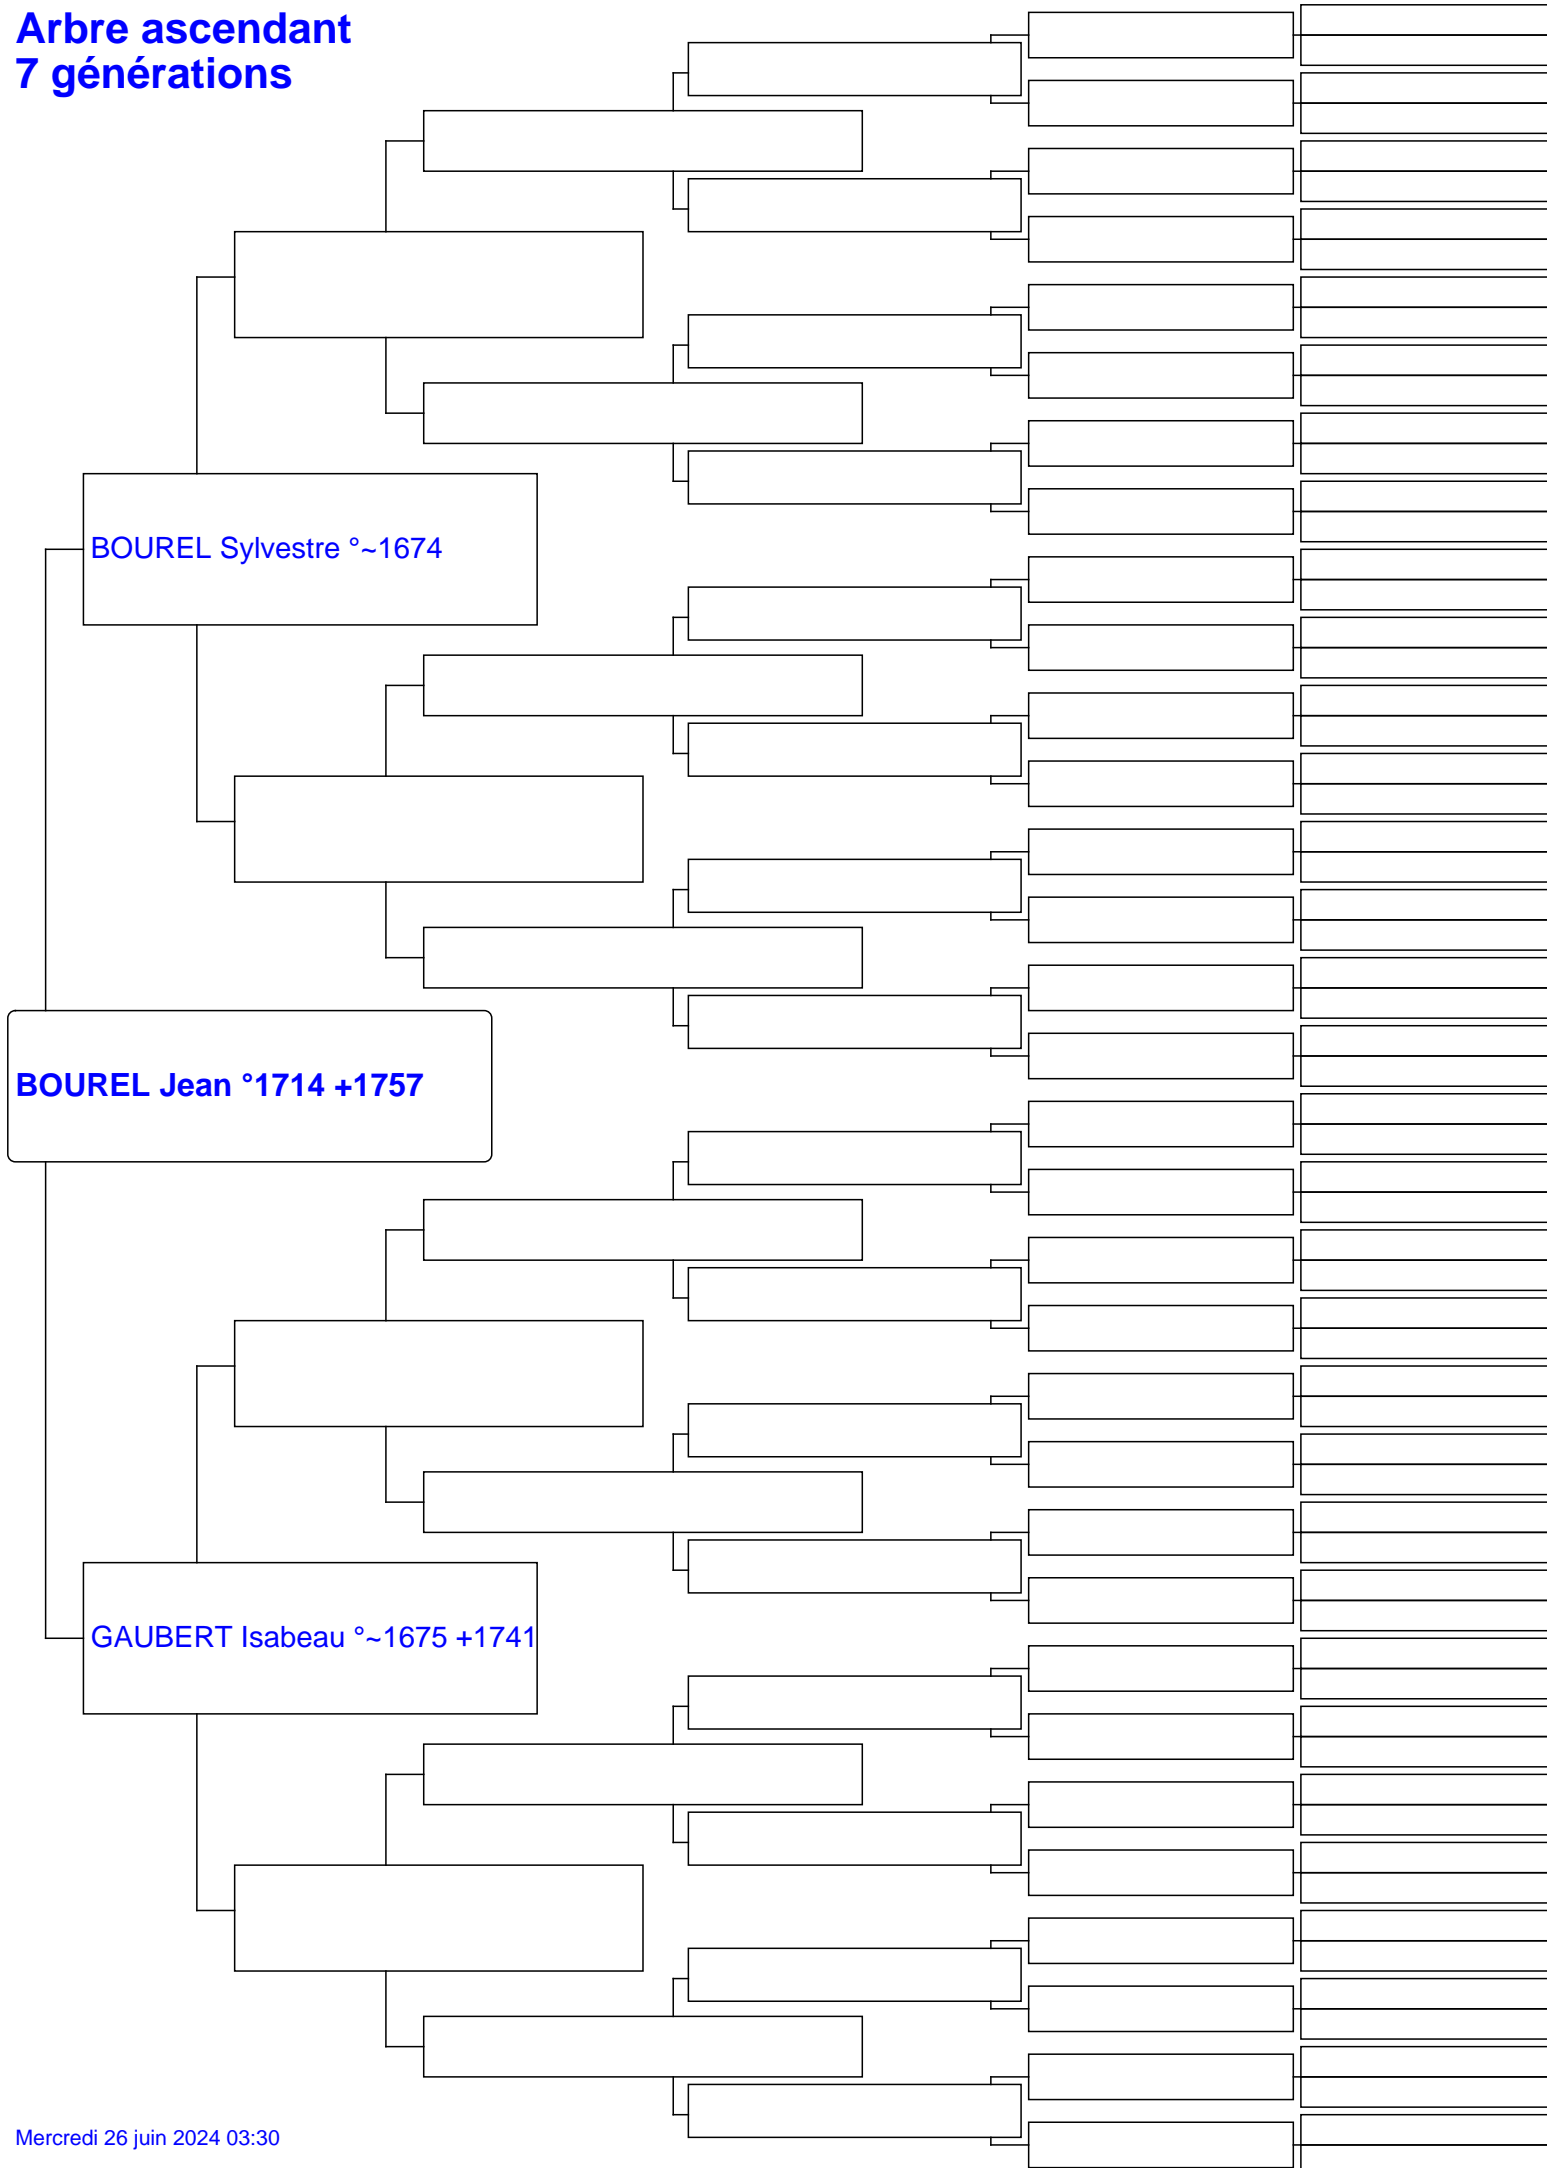 Arbre ascendant
7 générations
BOUREL Sylvestre °~1674
BOUREL Jean °1714 +1757
GAUBERT Isabeau °~1675 +1741
Mercredi 26 juin 2024 03:30